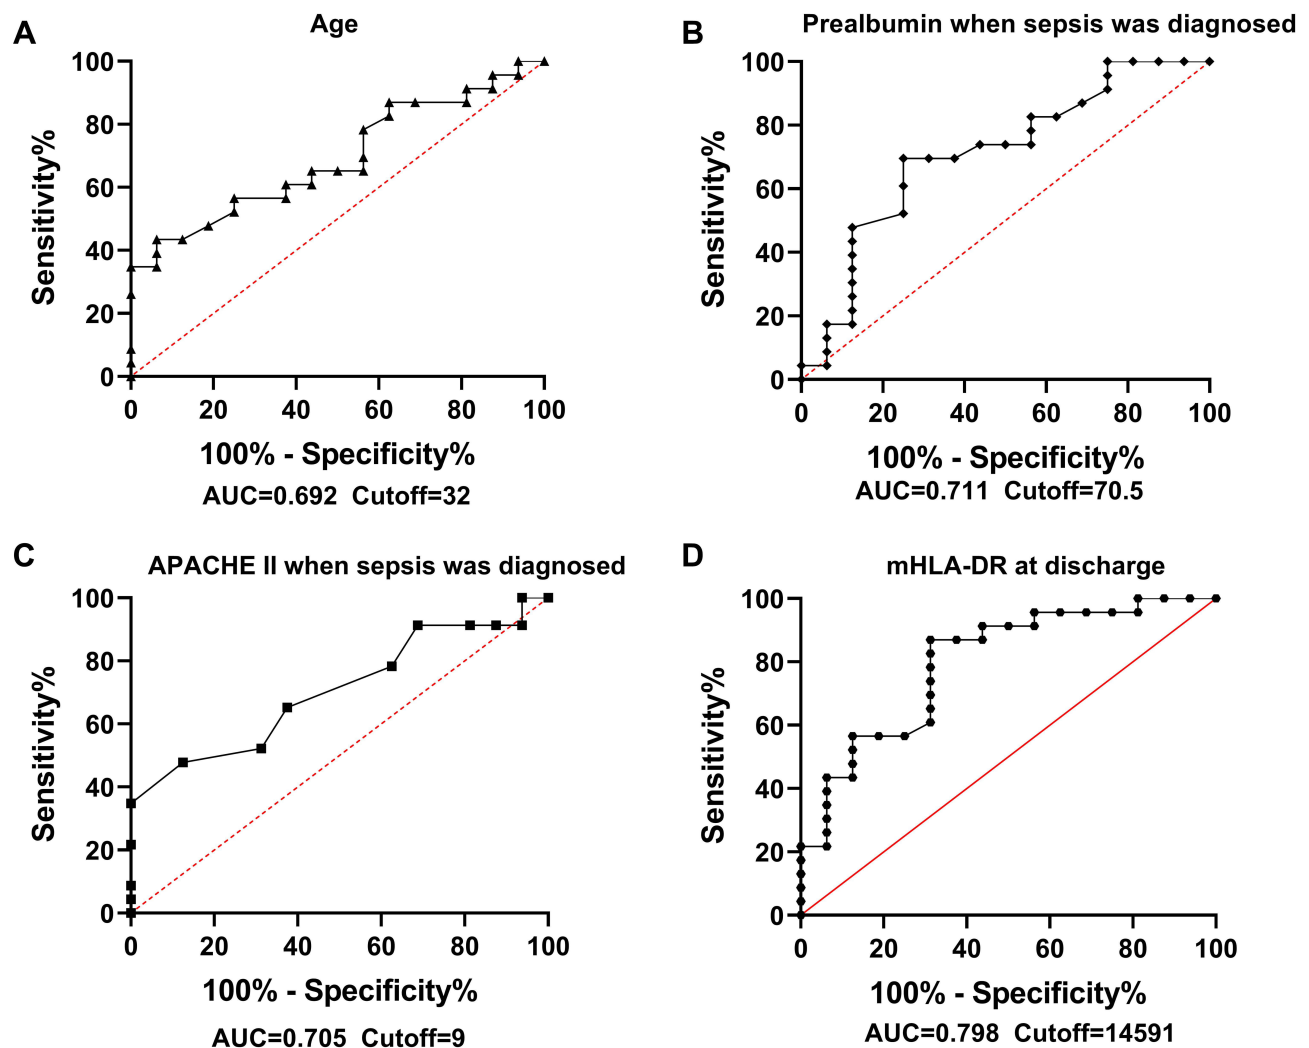 A
Age
Sensitivity%
100
80
60
40
20
0
0 20 40 60 80 100
100% - Specificity%
AUC=0.692 Cutoff=32
B
Prealbumin when sepsis was diagnosed
Sensitivity%
100
80
60
40
20
0
0 20 40 60 80 100
100% - Specificity%
AUC=0.711 Cutoff=70.5
C
APACHE II when sepsis was diagnosed
Sensitivity%
100
80
60
40
20
0
0 20 40 60 80 100
100% - Specificity%
AUC=0.705 Cutoff=9
D
mHLA-DR at discharge
Sensitivity%
100
80
60
40
20
0
0 20 40 60 80 100
100% - Specificity%
AUC=0.798 Cutoff=14591